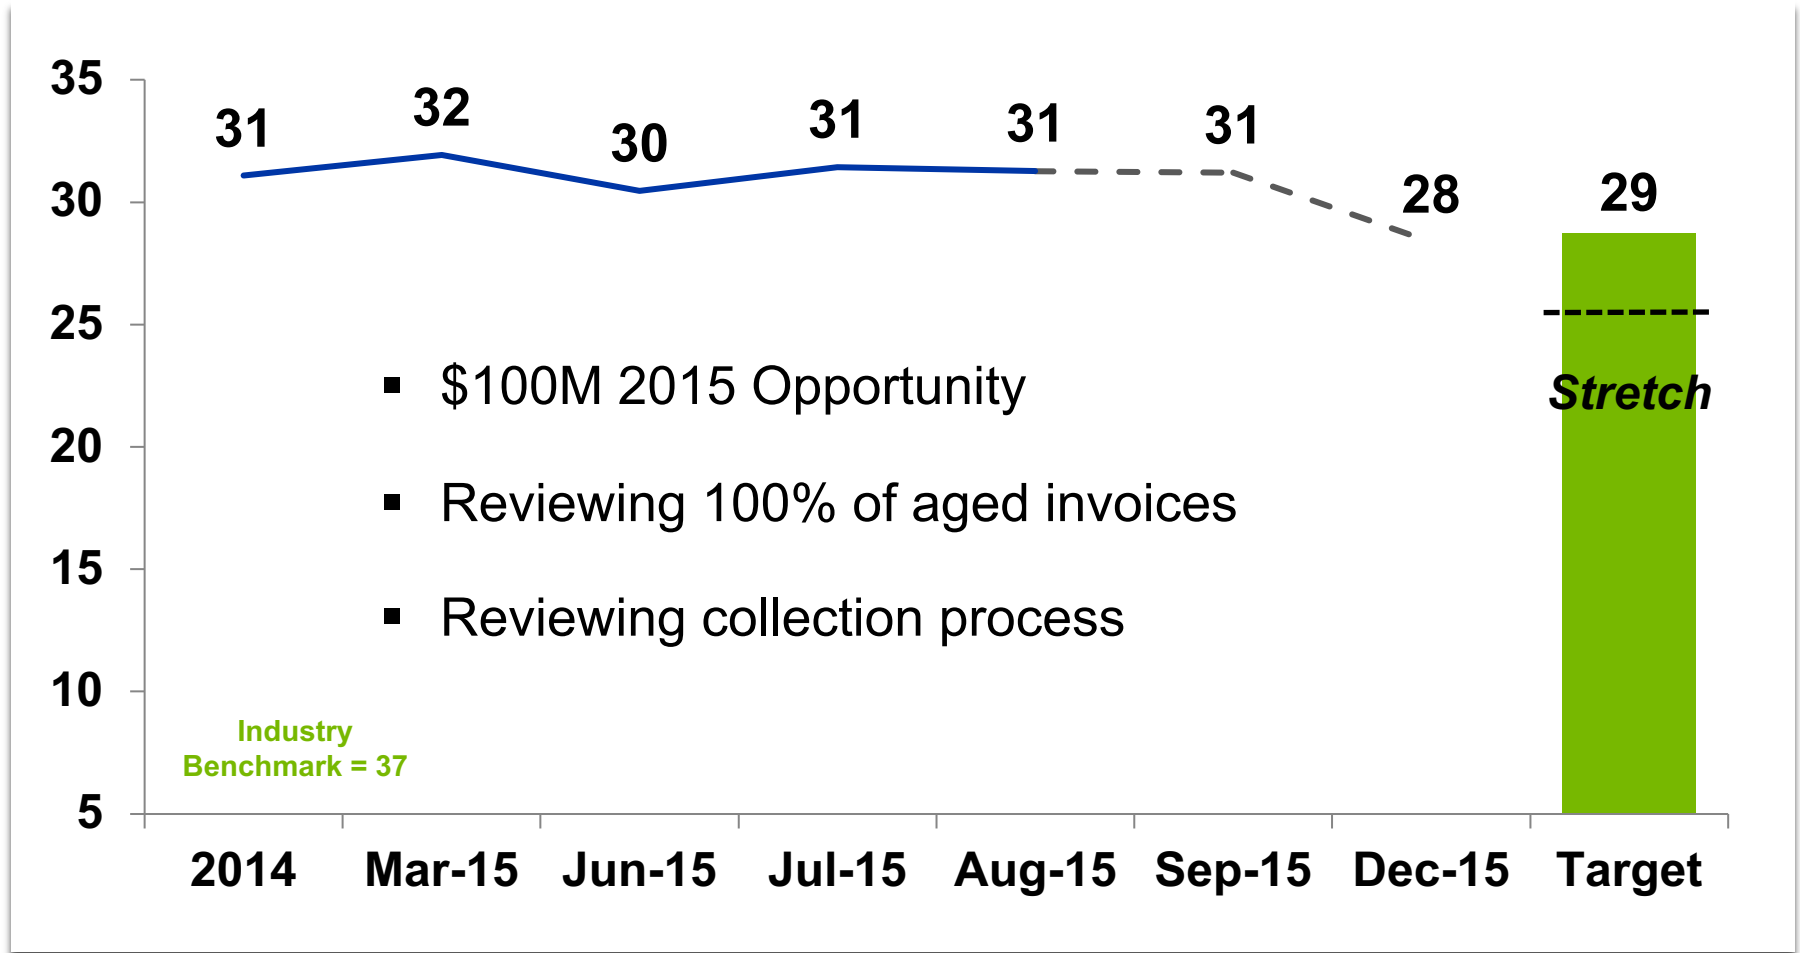 35
30
25
20
15
10
5
31
32
30
31
31
31
28
29
Stretch
▪ $100M 2015 Opportunity
▪ Reviewing 100% of aged invoices
▪ Reviewing collection process
Industry
Benchmark = 37
2014 Mar-15 Jun-15 Jul-15 Aug-15 Sep-15 Dec-15 Target